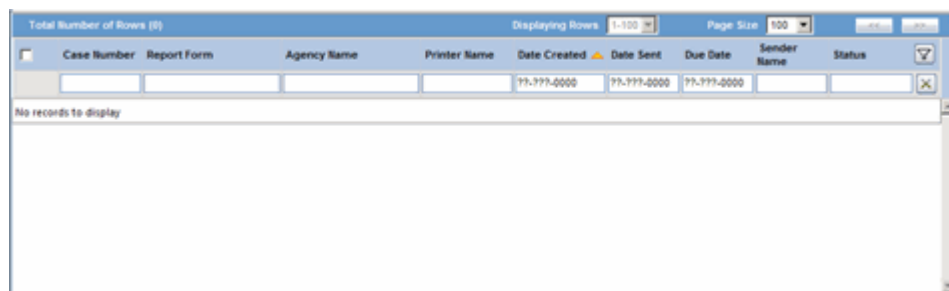 Total Number of Rows (0) Displaying Rows 1-100 Page Size 100 << >>
Case Number Report Form Agency Name Printer Name Date Created Date Sent Due Date Sender Name Status
??-???-0000 ??-???-0000 ??-???-0000
No records to display